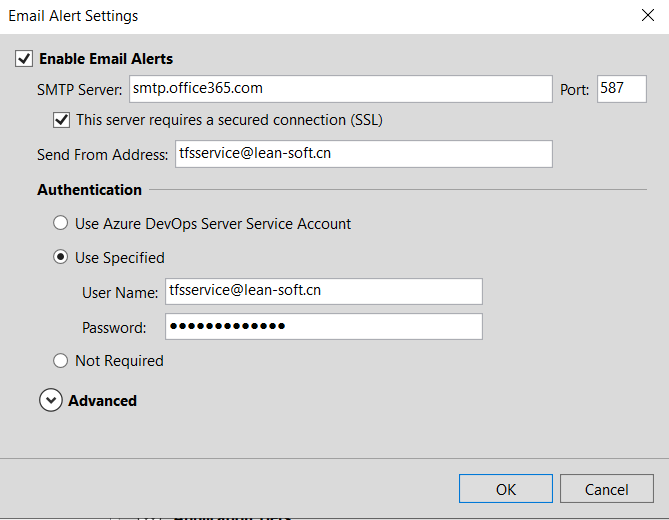 Email Alert Settings
Enable Email Alerts
SMTP Server: smtp.office365.com Port: 587
This server requires a secured connection (SSL)
Send From Address: tfsservice@lean-soft.cn
Authentication
Use Azure DevOps Server Service Account
Use Specified
User Name: tfsservice@lean-soft.cn
Password: ●●●●●●●●●●●●●
Not Required
Advanced
OK Cancel